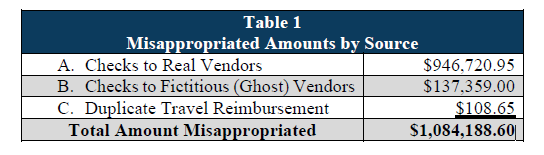 Table 1
Misappropriated Amounts by Source
A. Checks to Real Vendors $946,720.95
B. Checks to Fictitious (Ghost) Vendors $137,359.00
C. Duplicate Travel Reimbursement $108.65
Total Amount Misappropriated $1,084,188.60